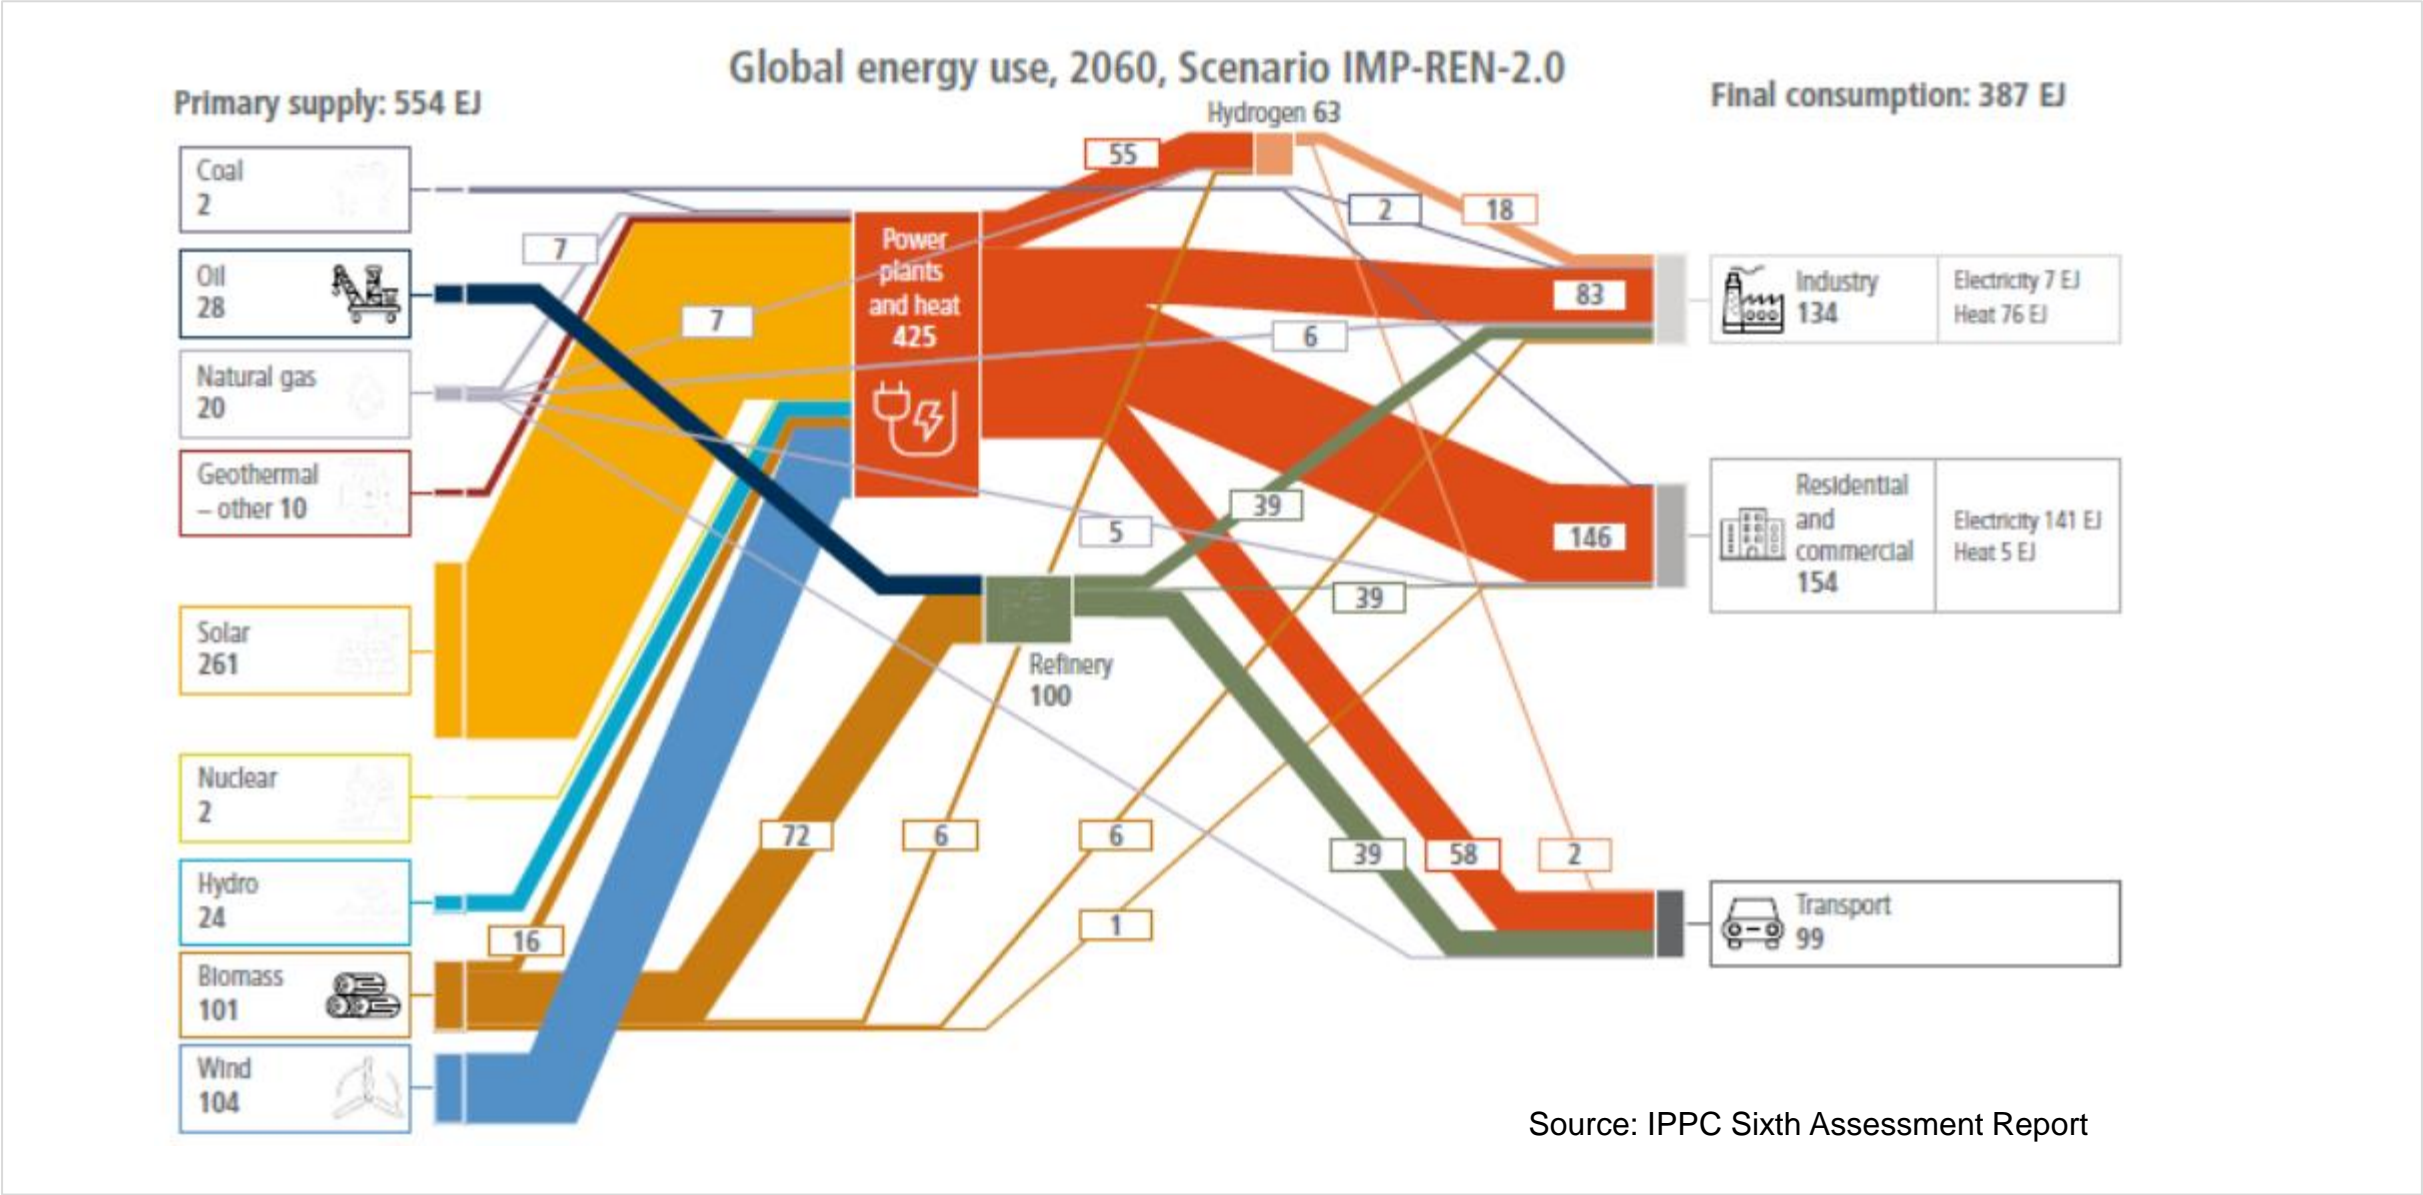 Global energy use, 2060, Scenario IMP-REN-2.0
Primary supply: 554 EJ
Final consumption: 387 EJ
Coal
2
Oil
28
Natural gas
20
Geothermal
– other 10
Solar
261
Nuclear
2
Hydro
24
Biomass
101
Wind
104
7
7
16
72
6
6
1
Power
plants
and heat
425
Hydrogen 63
55
2
18
83
6
39
5
146
39
Refinery
100
39
58
2
Industry
134
Electricity 7 EJ
Heat 76 EJ
Residential
and
commercial
154
Electricity 141 EJ
Heat 5 EJ
Transport
99
Source: IPPC Sixth Assessment Report